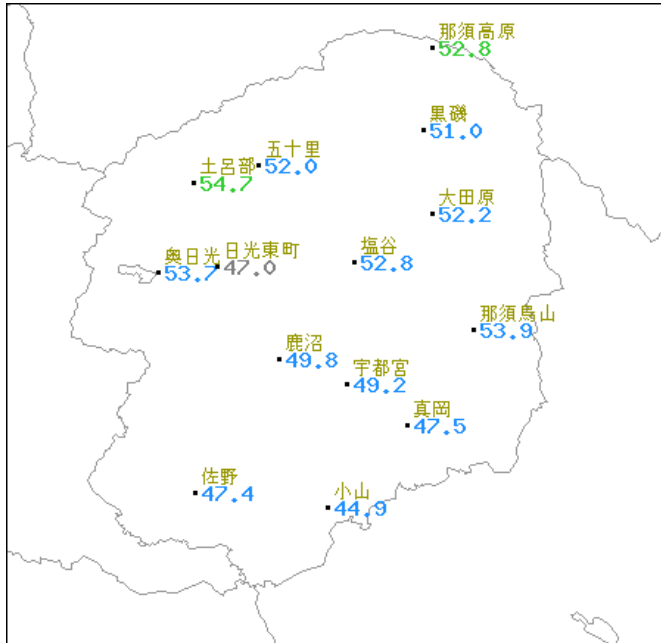 那須高原
52.8
黒磯
51.0
五十里
52.0
土呂部
54.7
大田原
52.2
塩谷
52.8
奥日光
53.7
日光東町
47.0
那須烏山
53.9
鹿沼
49.8
宇都宮
49.2
真岡
47.5
佐野
47.4
小山
44.9